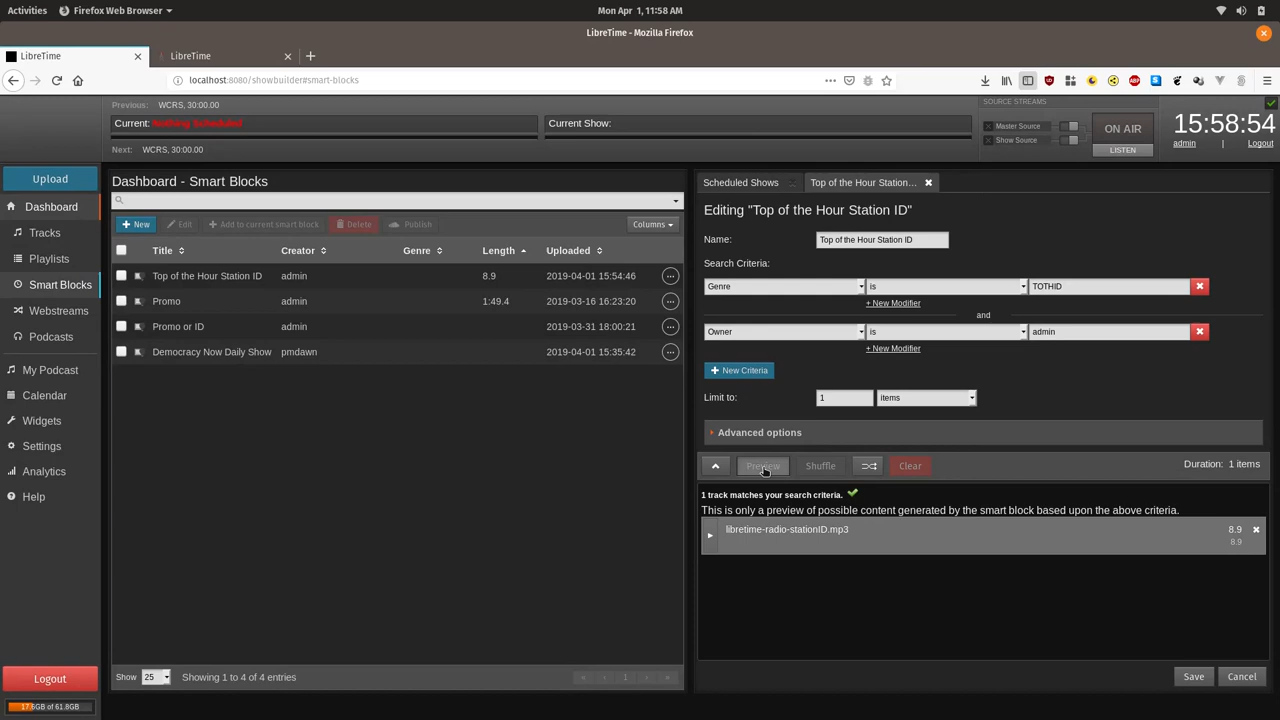 Activities
Firefox Web Browser
Mon Apr 1, 11:58 AM
LibreTime - Mozilla Firefox
LibreTime
LibreTime
localhost:8080/showbuilder#smart-blocks
Previous: WCRS, 30:00.00
Current: Nothing Scheduled
Next: WCRS, 30:00.00
Current Show:
SOURCE STREAMS
Master Source
Show Source
ON AIR
LISTEN
15:58:54
admin | Logout
Upload
Dashboard
Tracks
Playlists
Smart Blocks
Webstreams
Podcasts
My Podcast
Calendar
Widgets
Settings
Analytics
Help
Logout
17.6GB of 61.8GB
Dashboard - Smart Blocks
New
Edit
Add to current smart block
Delete
Publish
Columns
Title Creator Genre Length Uploaded
Top of the Hour Station ID admin 8.9 2019-04-01 15:54:46
Promo admin 1:49.4 2019-03-16 16:23:20
Promo or ID admin 2019-03-31 18:00:21
Democracy Now Daily Show pmdawn 2019-04-01 15:35:42
Show 25 Showing 1 to 4 of 4 entries
1
Scheduled Shows
Top of the Hour Station...
Editing "Top of the Hour Station ID"
Name: Top of the Hour Station ID
Search Criteria:
Genre is TOTHID
+ New Modifier
and
Owner is admin
+ New Modifier
New Criteria
Limit to: 1 items
Advanced options
Preview
Shuffle
Clear
Duration: 1 items
1 track matches your search criteria.
This is only a preview of possible content generated by the smart block based upon the above criteria.
libretime-radio-stationID.mp3 8.9
8.9
Save
Cancel